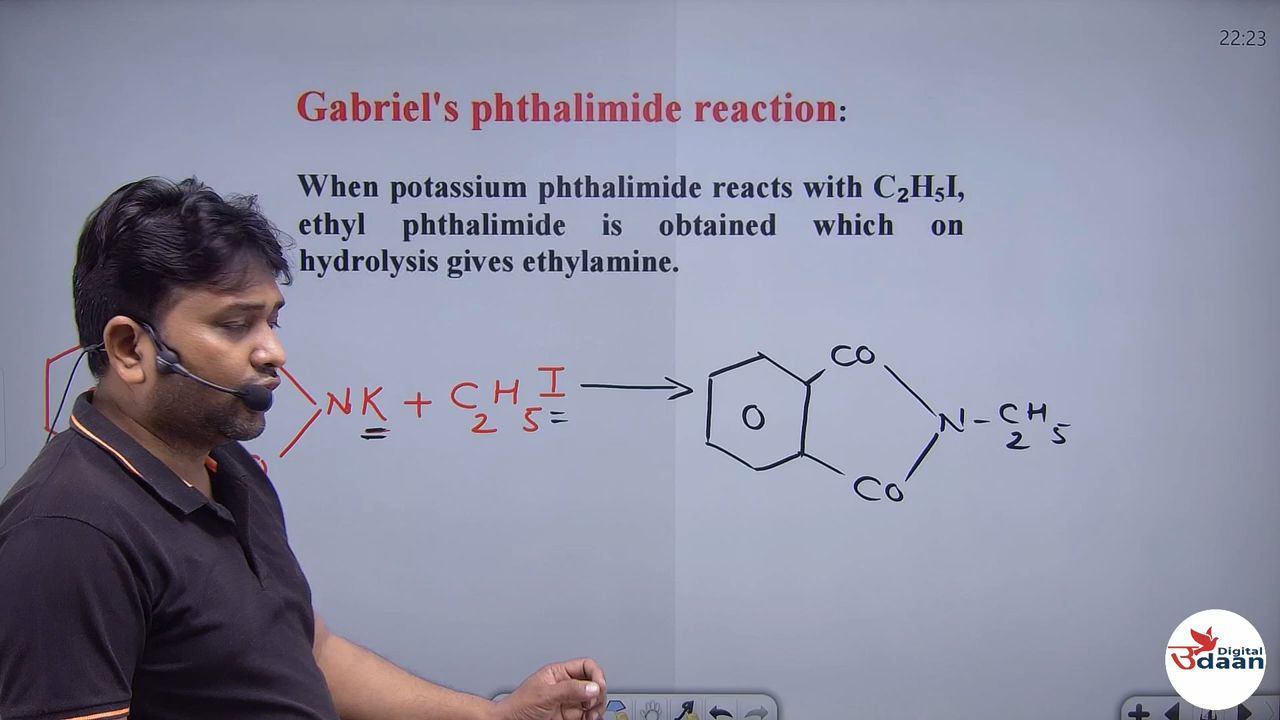 22:23
Gabriel's phthalimide reaction:
When potassium phthalimide reacts with C₂H₅I,
ethyl phthalimide is obtained which on
hydrolysis gives ethylamine.
NK + C₂H₅I ⟶
CO
N-C₂H₅
CO
Digital
उdaan